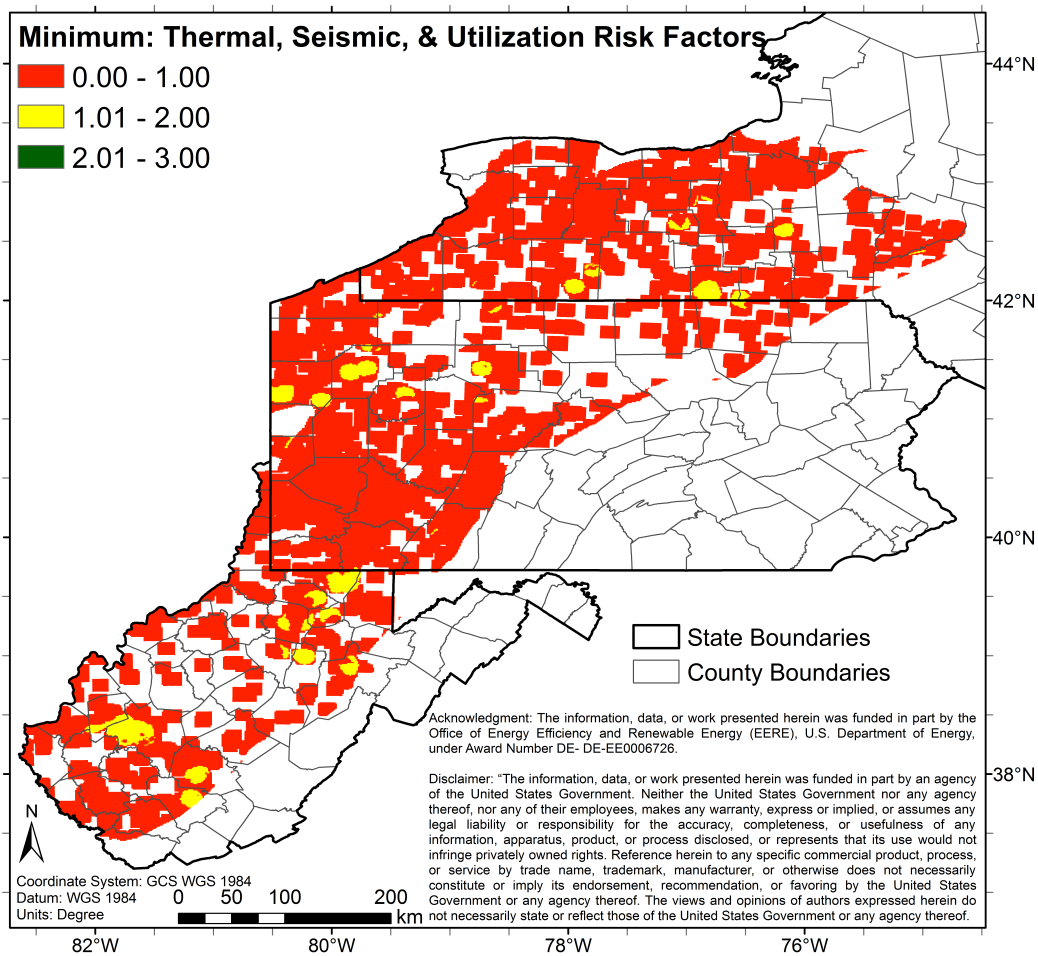 Minimum: Thermal, Seismic, & Utilization Risk Factors
0.00 - 1.00
1.01 - 2.00
2.01 - 3.00
44°N
42°N
40°N
38°N
State Boundaries
County Boundaries
Acknowledgment: The information, data, or work presented herein was funded in part by the
Office of Energy Efficiency and Renewable Energy (EERE), U.S. Department of Energy,
under Award Number DE- DE-EE0006726.
Disclaimer: “The information, data, or work presented herein was funded in part by an agency
of the United States Government. Neither the United States Government nor any agency
thereof, nor any of their employees, makes any warranty, express or implied, or assumes any
legal liability or responsibility for the accuracy, completeness, or usefulness of any
information, apparatus, product, or process disclosed, or represents that its use would not
infringe privately owned rights. Reference herein to any specific commercial product, process,
or service by trade name, trademark, manufacturer, or otherwise does not necessarily
constitute or imply its endorsement, recommendation, or favoring by the United States
Government or any agency thereof. The views and opinions of authors expressed herein do
not necessarily state or reflect those of the United States Government or any agency thereof.
N
Coordinate System: GCS WGS 1984
Datum: WGS 1984
Units: Degree
0 50 100 200
km
82°W 80°W 78°W 76°W